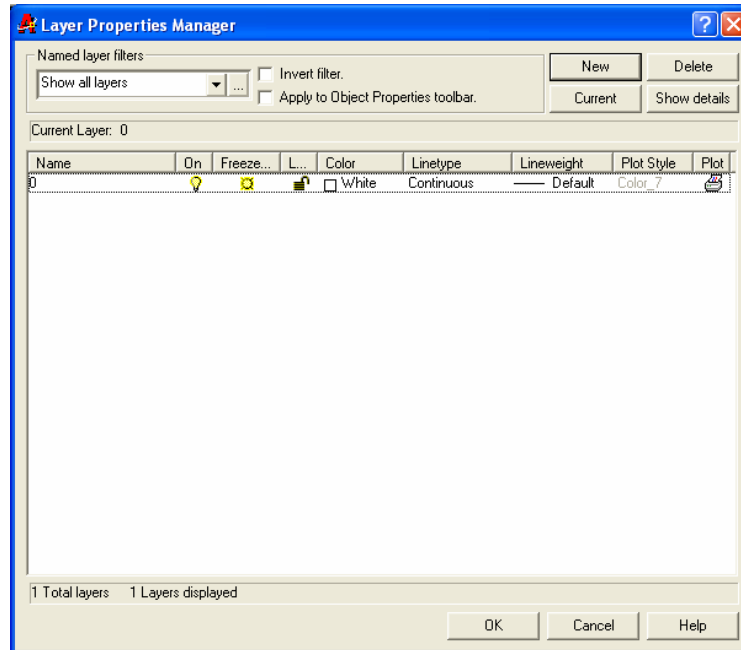 Layer Properties Manager
Named layer filters
Show all layers
...
Invert filter.
Apply to Object Properties toolbar.
New
Delete
Current
Show details
Current Layer: 0
Name On Freeze... L... Color Linetype Lineweight Plot Style Plot
0 White Continuous Default Color_7
1 Total layers 1 Layers displayed
OK
Cancel
Help